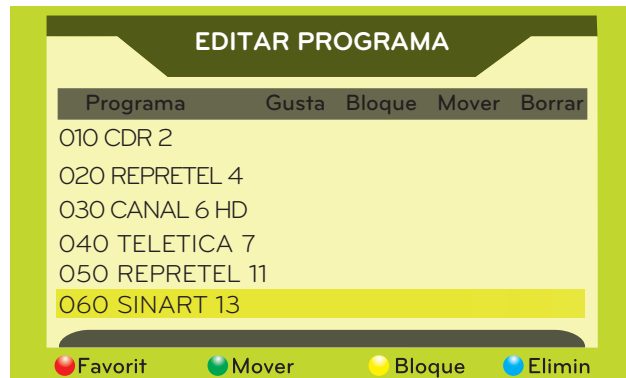 EDITAR PROGRAMA
Programa Gusta Bloque Mover Borrar
010 CDR 2
020 REPRETEL 4
030 CANAL 6 HD
040 TELETICA 7
050 REPRETEL 11
060 SINART 13
Favorit Mover Bloque Elimin